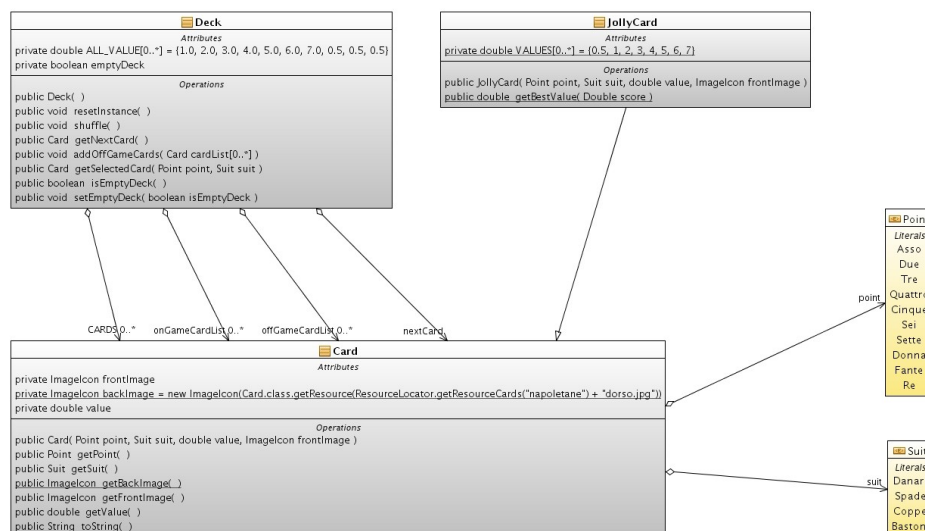 Deck
Attributes
private double ALL_VALUE[0..*] = {1.0, 2.0, 3.0, 4.0, 5.0, 6.0, 7.0, 0.5, 0.5, 0.5}
private boolean emptyDeck
Operations
public Deck( )
public void resetInstance( )
public void shuffle( )
public Card getNextCard( )
public void addOffGameCards( Card cardList[0..*] )
public Card getSelectedCard( Point point, Suit suit )
public boolean isEmptyDeck( )
public void setEmptyDeck( boolean isEmptyDeck )
JollyCard
Attributes
private double VALUES[0..*] = {0.5, 1, 2, 3, 4, 5, 6, 7}
Operations
public JollyCard( Point point, Suit suit, double value, ImageIcon frontImage )
public double getBestValue( Double score )
CARDS 0..*
onGameCardList 0..*
offGameCardList 0..*
nextCard
Card
Attributes
private ImageIcon frontImage
private ImageIcon backImage = new ImageIcon(Card.class.getResource(ResourceLocator.getResourceCards("napoletane") + "dorso.jpg"))
private double value
Operations
public Card( Point point, Suit suit, double value, ImageIcon frontImage )
public Point getPoint( )
public Suit getSuit( )
public ImageIcon getBackImage( )
public ImageIcon getFrontImage( )
public double getValue( )
public String toString( )
point
Poin
Literals
Asso
Due
Tre
Quattro
Cinque
Sei
Sette
Donna
Fante
Re
suit
Suit
Literals
Danar
Spade
Coppe
Baston